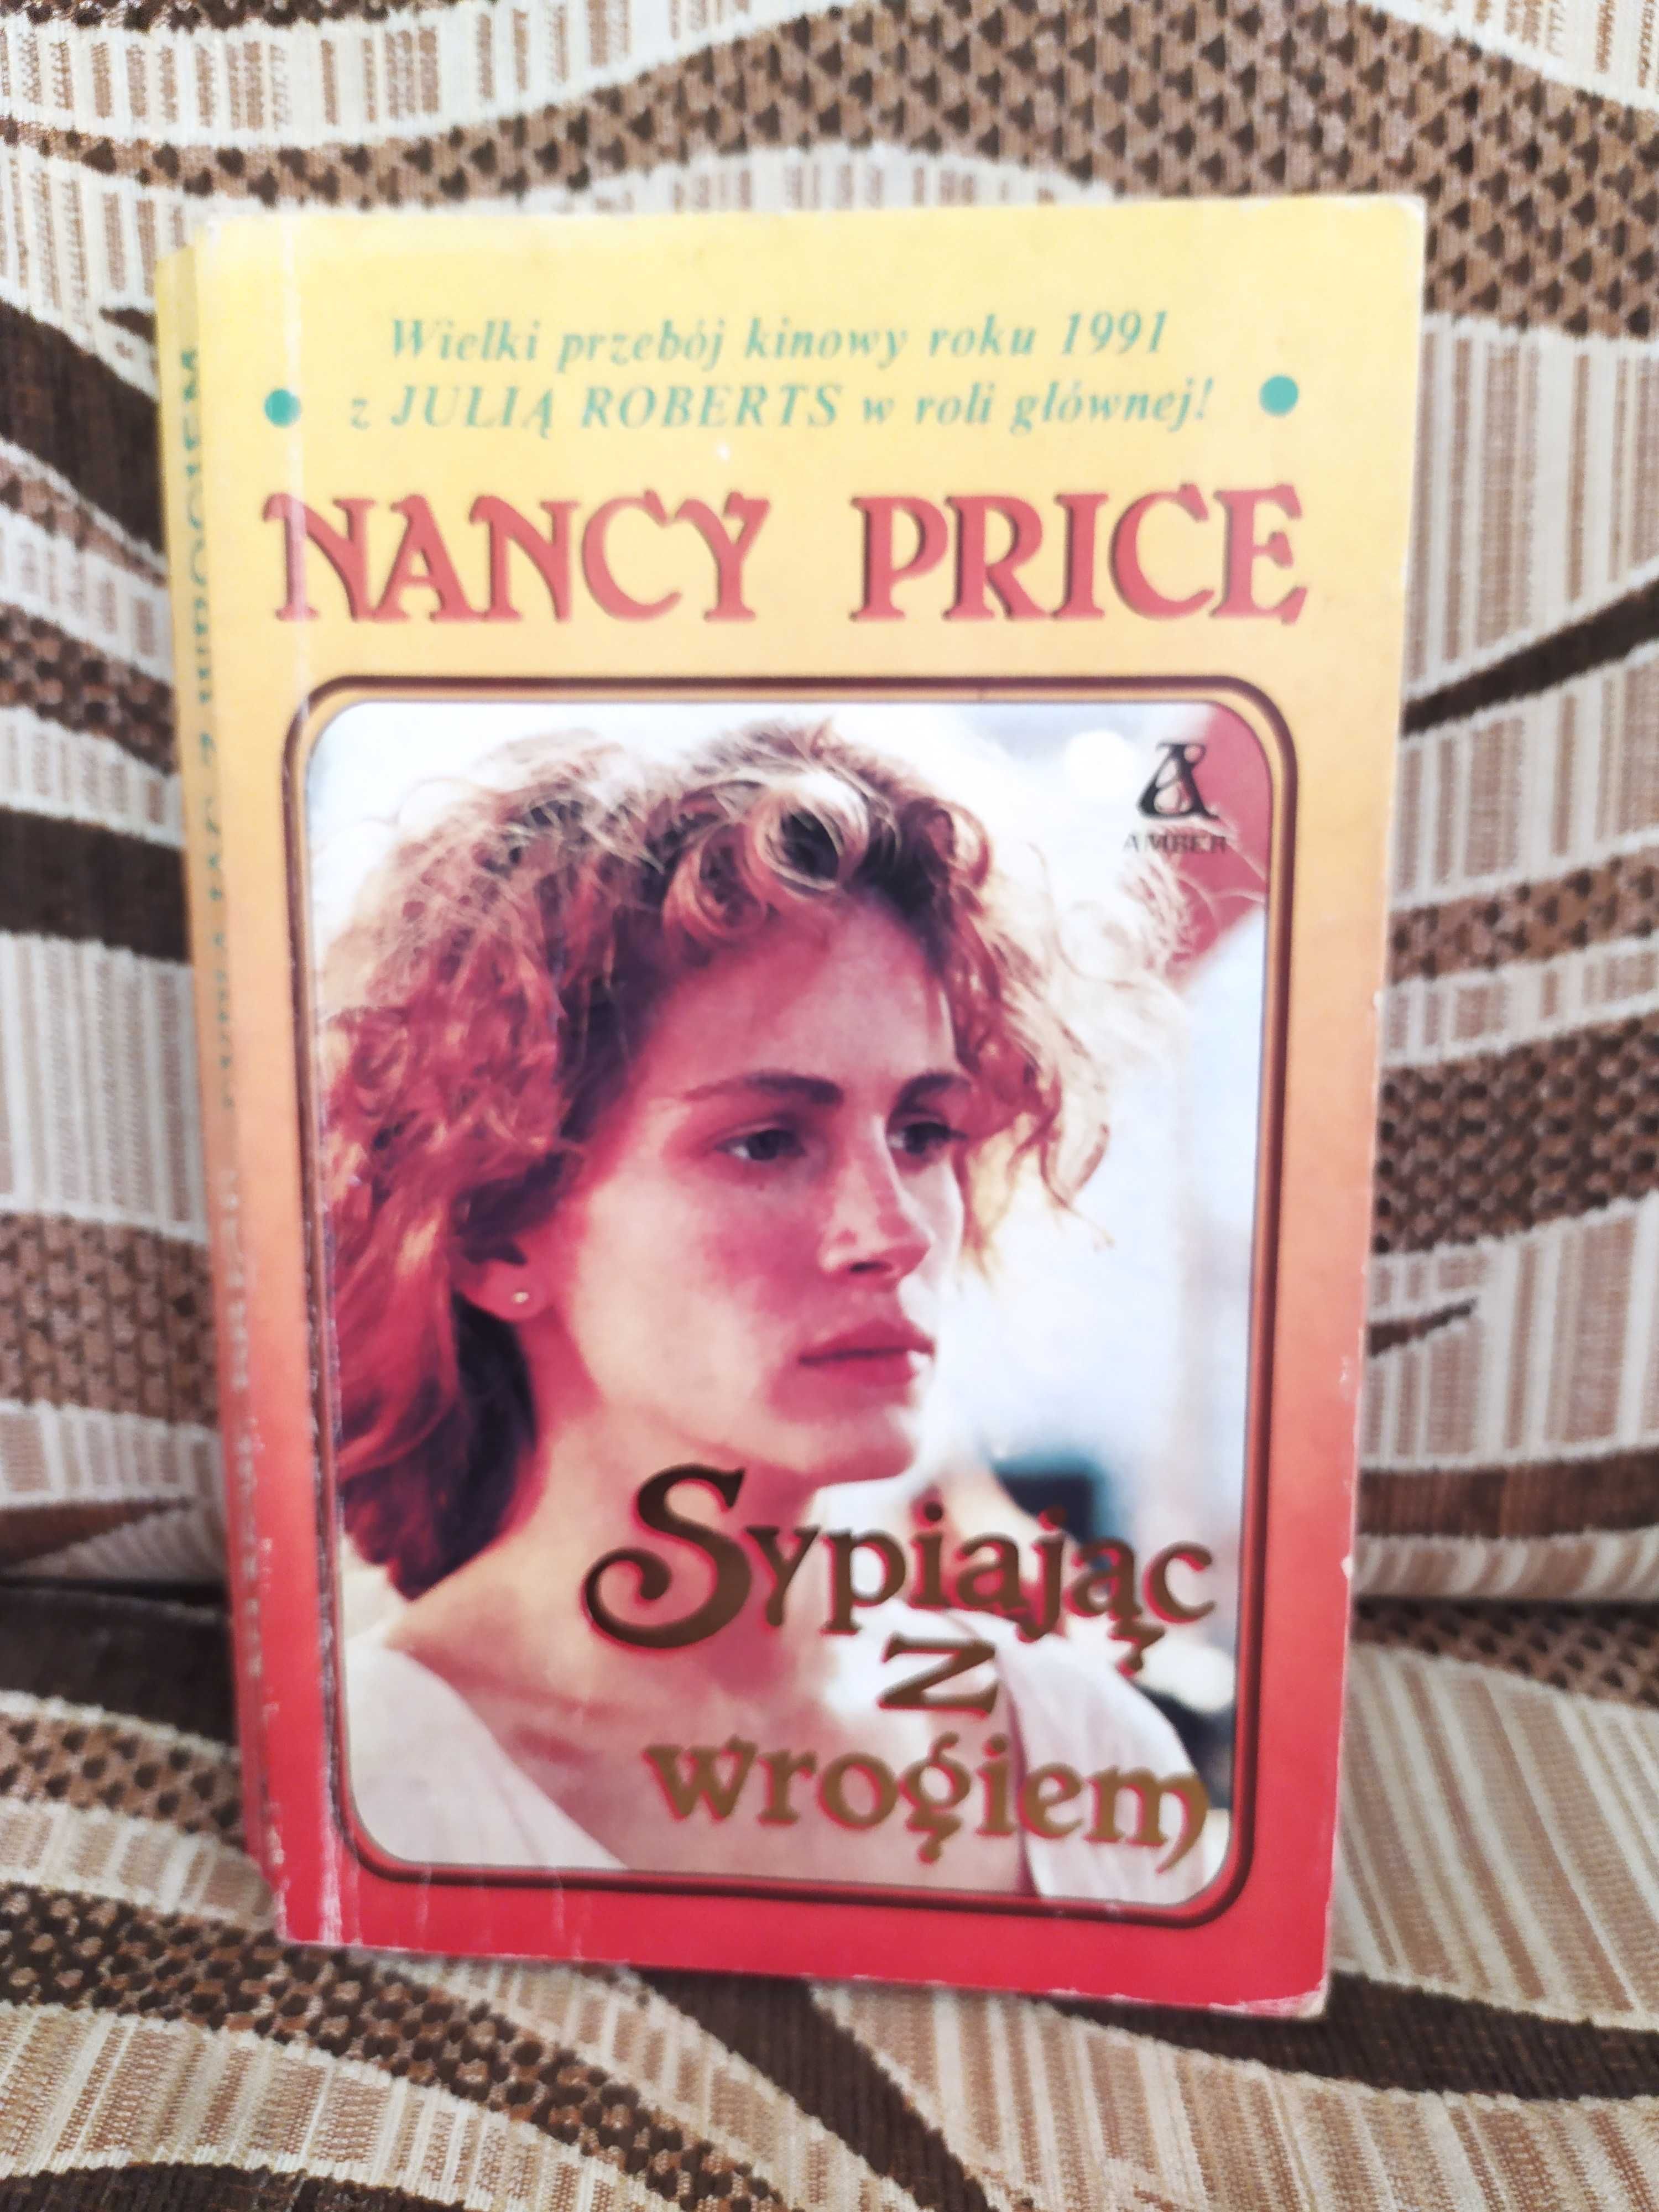 Wielki przebój kinowy roku 1991
z JULIĄ ROBERTS w roli głównej!
NANCY PRICE
A
AMBER
Sypiając
z
wrogiem